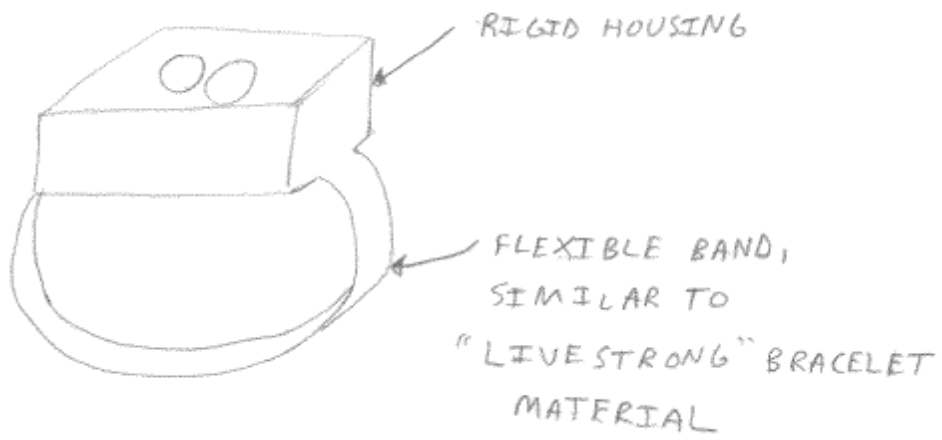 RIGID HOUSING
FLEXIBLE BAND,
SIMILAR TO
"LIVESTRONG" BRACELET
MATERIAL